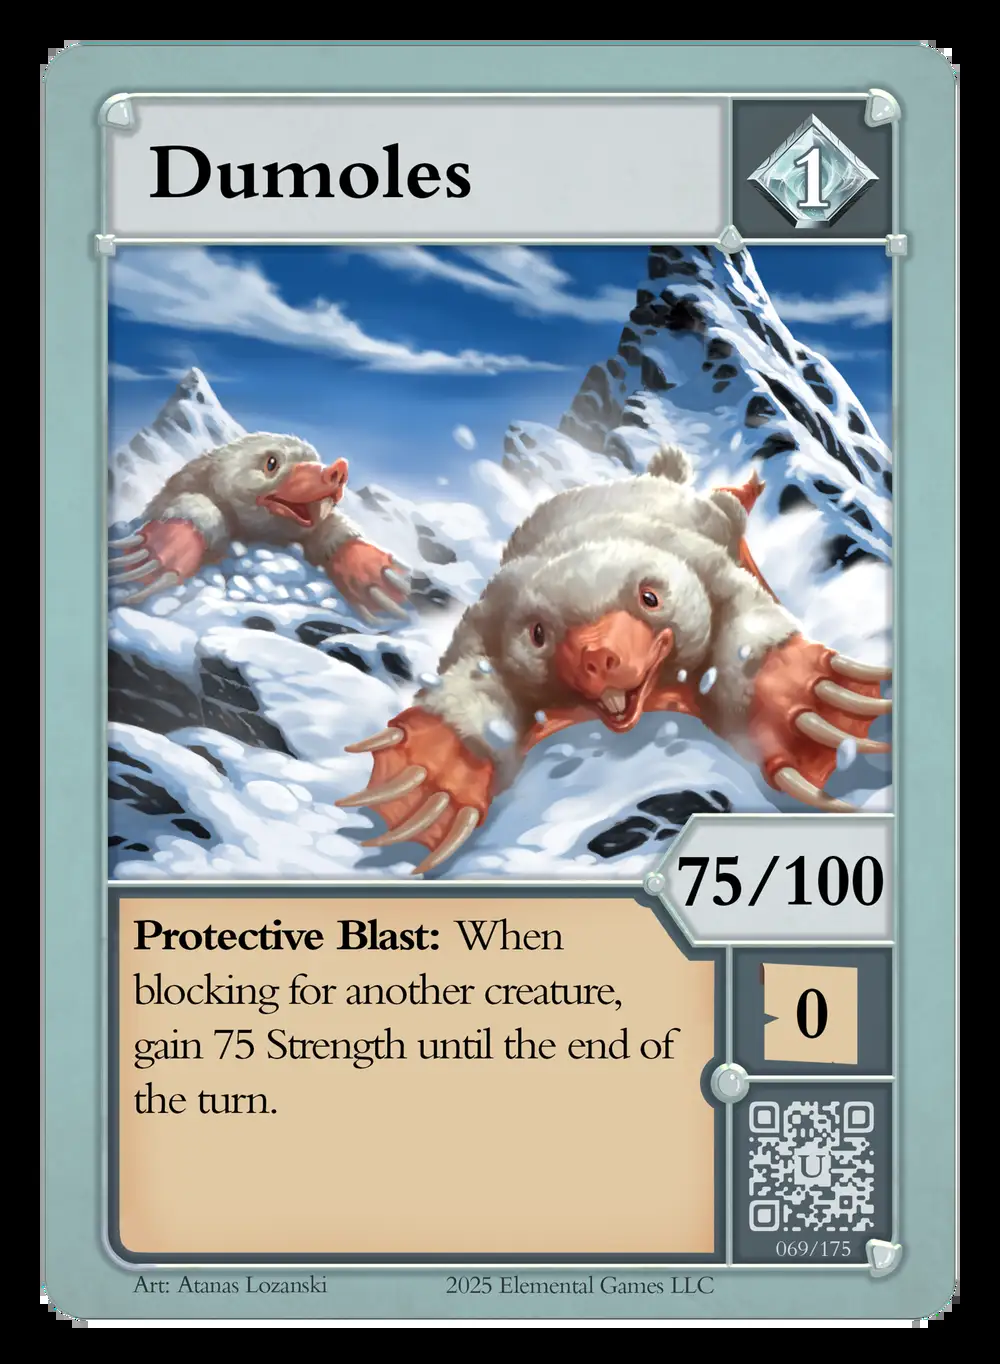 Dumoles
1
75/100
Protective Blast: When
blocking for another creature,
gain 75 Strength until the end of
the turn.
0
U
069/175
Art: Atanas Lozanski
2025 Elemental Games LLC